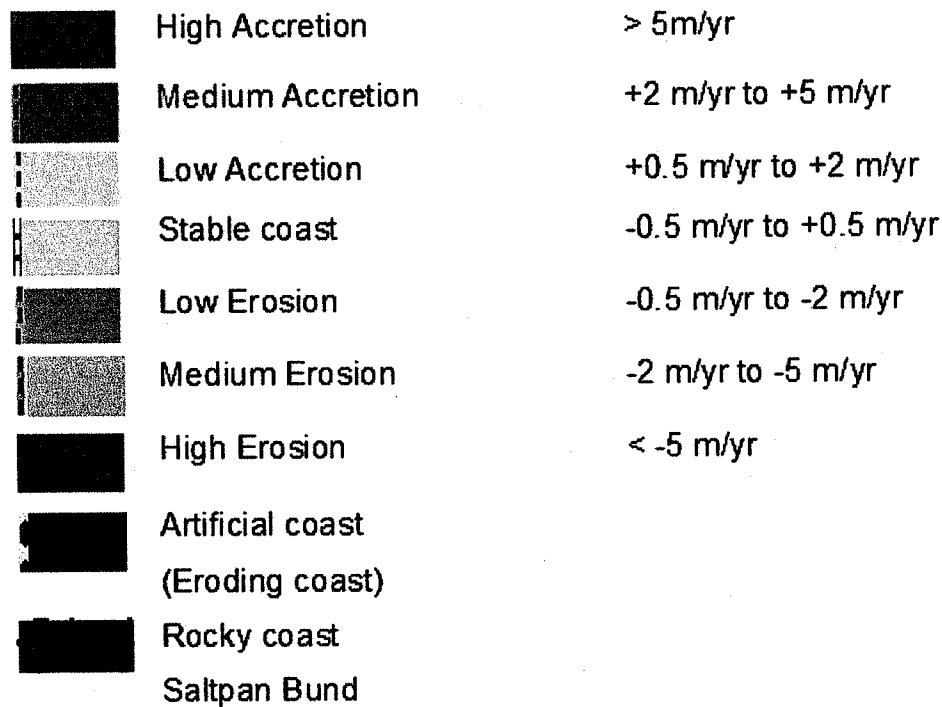 High Accretion > 5m/yr
Medium Accretion +2 m/yr to +5 m/yr
Low Accretion +0.5 m/yr to +2 m/yr
Stable coast -0.5 m/yr to +0.5 m/yr
Low Erosion -0.5 m/yr to -2 m/yr
Medium Erosion -2 m/yr to -5 m/yr
High Erosion < -5 m/yr
Artificial coast
(Eroding coast)
Rocky coast
Saltpan Bund